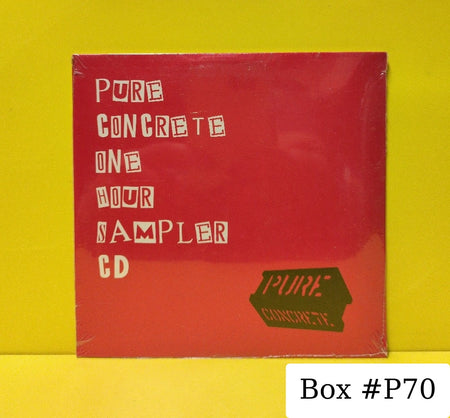 PURE
CONCRETE
ONE
HOUR
SAMPLER
CD
PURE
CONCRETE
Box #P70